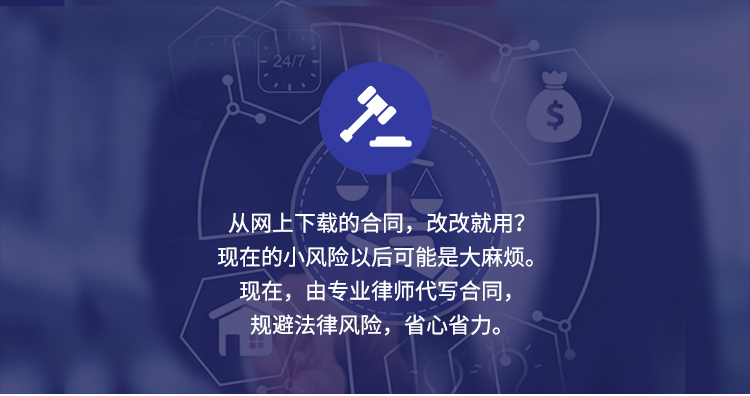 24/7
$
从网上下载的合同，改改就用？
现在的小风险以后可能是大麻烦。
现在，由专业律师代写合同，
规避法律风险，省心省力。